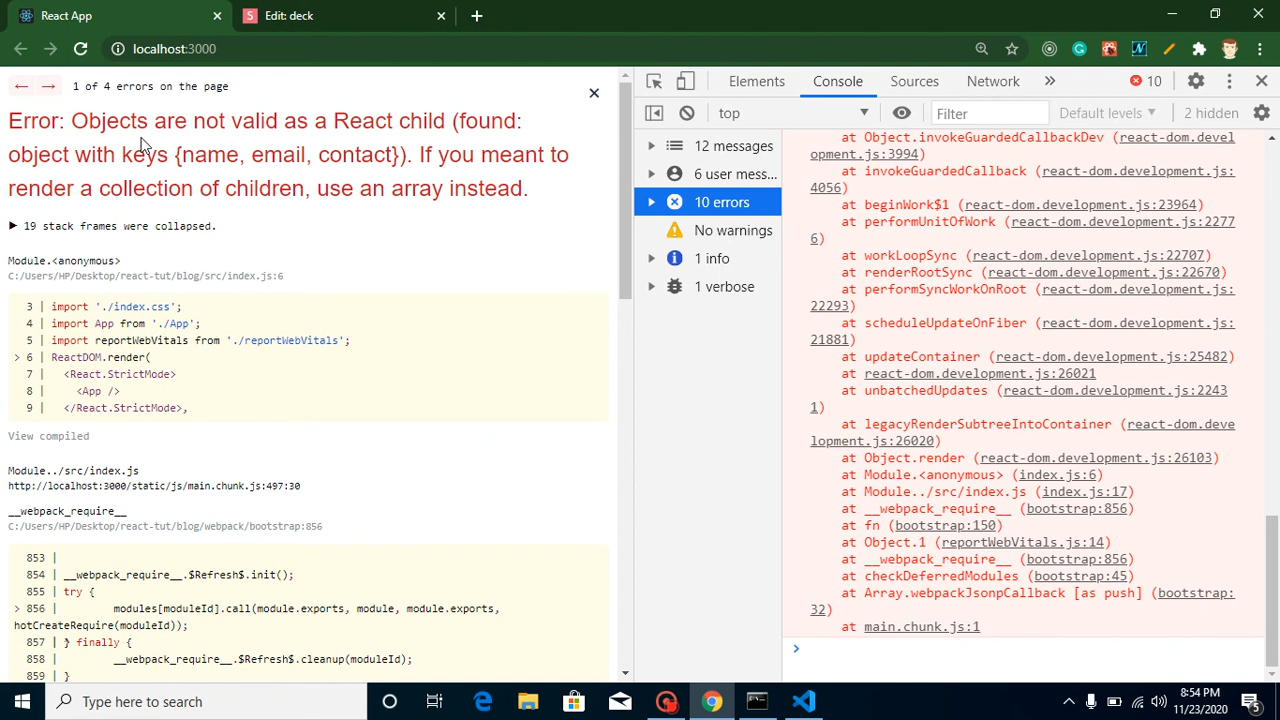 React App
Edit: deck
localhost:3000
1 of 4 errors on the page
Error: Objects are not valid as a React child (found:
object with keys {name, email, contact}). If you meant to
render a collection of children, use an array instead.
▶ 19 stack frames were collapsed.
Module.<anonymous>
C:/Users/HP/Desktop/react-tut/blog/src/index.js:6
3 | import './index.css';
4 | import App from './App';
5 | import reportWebVitals from './reportWebVitals';
> 6 | ReactDOM.render(
7 | <React.StrictMode>
8 | <App />
9 | </React.StrictMode>,
View compiled
Module../src/index.js
http://localhost:3000/static/js/main.chunk.js:497:30
__webpack_require__
C:/Users/HP/Desktop/react-tut/blog/webpack/bootstrap:856
853 |
854 | __webpack_require__.$Refresh$.init();
855 | try {
> 856 | modules[moduleId].call(module.exports, module, module.exports,
hotCreateRequire(moduleId));
857 | } finally {
858 | __webpack_require__.$Refresh$.cleanup(moduleId);
859 | }
Elements
Console
Sources
Network
10
top
Filter
Default levels
2 hidden
12 messages
6 user mess...
10 errors
No warnings
1 info
1 verbose
at Object.invokeGuardedCallbackDev (react-dom.devel
opment.js:3994)
at invokeGuardedCallback (react-dom.development.js:
4056)
at beginWork$1 (react-dom.development.js:23964)
at performUnitOfWork (react-dom.development.js:2277
6)
at workLoopSync (react-dom.development.js:22707)
at renderRootSync (react-dom.development.js:22670)
at performSyncWorkOnRoot (react-dom.development.js:
22293)
at scheduleUpdateOnFiber (react-dom.development.js:
21881)
at updateContainer (react-dom.development.js:25482)
at react-dom.development.js:26021
at unbatchedUpdates (react-dom.development.js:2243
1)
at legacyRenderSubtreeIntoContainer (react-dom.deve
lopment.js:26020)
at Object.render (react-dom.development.js:26103)
at Module.<anonymous> (index.js:6)
at Module../src/index.js (index.js:17)
at __webpack_require__ (bootstrap:856)
at fn (bootstrap:150)
at Object.1 (reportWebVitals.js:14)
at __webpack_require__ (bootstrap:856)
at checkDeferredModules (bootstrap:45)
at Array.webpackJsonpCallback [as push] (bootstrap:
32)
at main.chunk.js:1
Type here to search
8:54 PM
11/23/2020
5